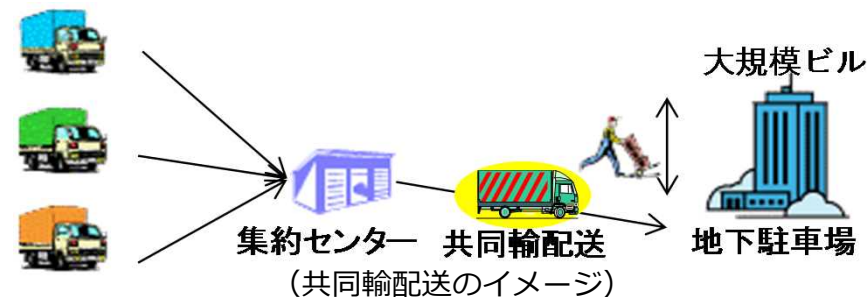 大規模ビル
集約センター
共同輸配送
地下駐車場
（共同輸配送のイメージ）